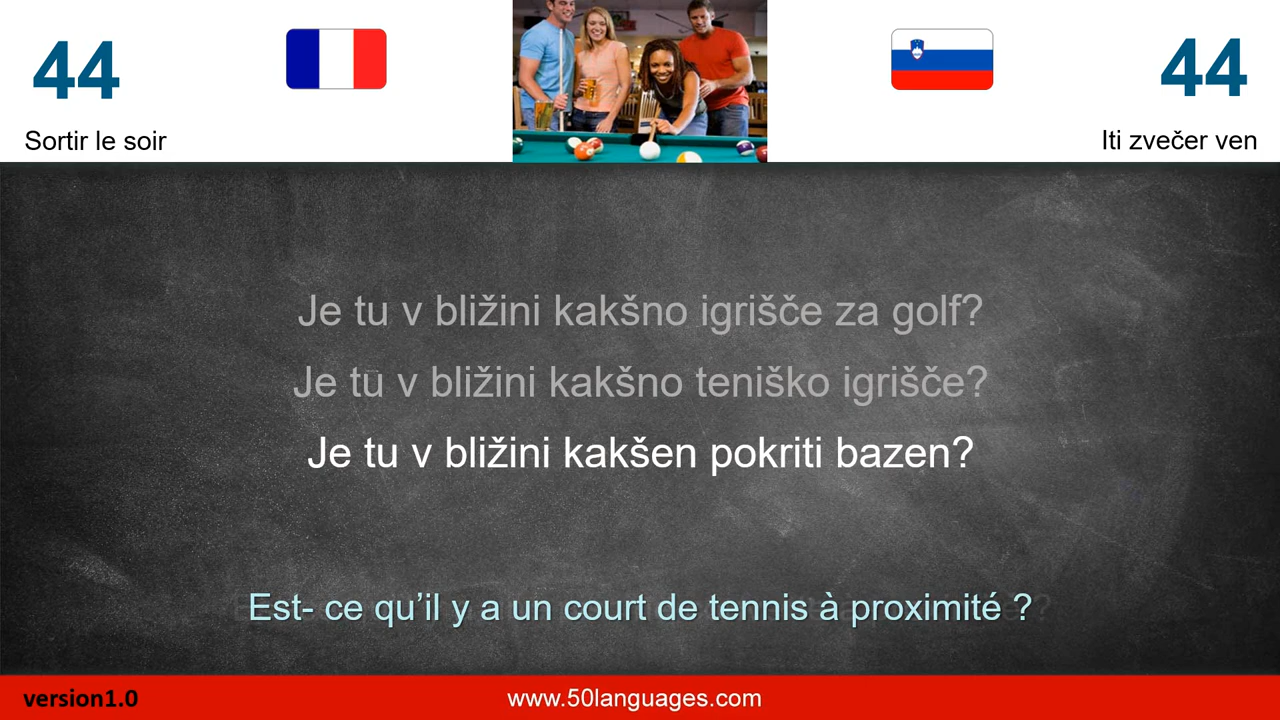 44
44
Sortir le soir
Iti zvečer ven
Je tu v bližini kakšno igrišče za golf?
Je tu v bližini kakšno teniško igrišče?
Je tu v bližini kakšen pokriti bazen?
Est- ce qu’il y a un court de tennis à proximité ?
version1.0
www.50languages.com